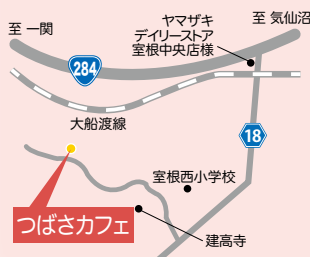 至 一関
ヤマザキ
デイリーストア
室根中央店様
至 気仙沼
284
大船渡線
18
室根西小学校
つばさカフェ
建高寺